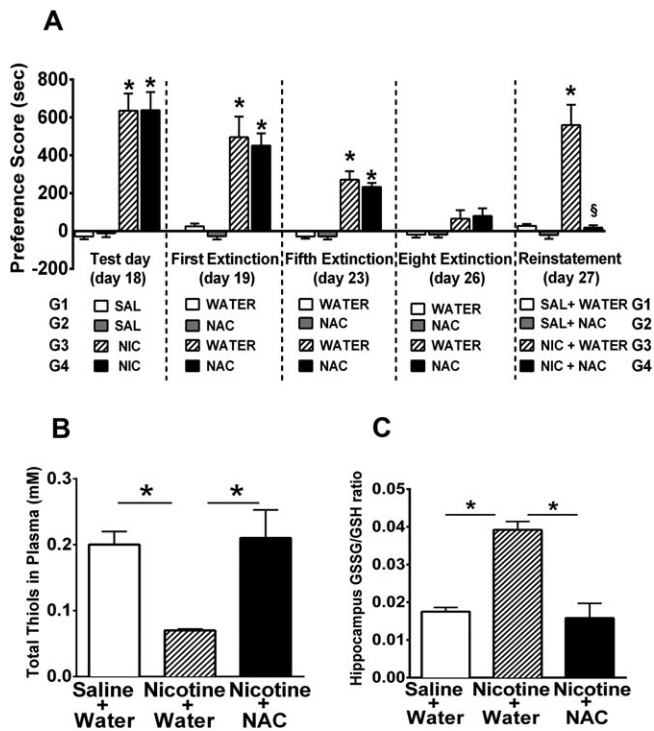 A
Preference Score (sec)
800
600
400
200
0
-200
* *
* *
* *
*
§
Test day
(day 18)
First Extinction
(day 19)
Fifth Extinction
(day 23)
Eight Extinction
(day 26)
Reinstatement
(day 27)
G1 SAL WATER WATER WATER SAL+ WATER G1
G2 SAL NAC NAC NAC SAL+ NAC G2
G3 NIC WATER WATER WATER NIC + WATER G3
G4 NIC NAC NAC NAC NIC + NAC G4
B
Total Thiols in Plasma (mM)
0.3
0.2
0.1
0.0
* *
Saline
+
Water
Nicotine
+
Water
Nicotine
+
NAC
C
Hippocampus GSSG/GSH ratio
0.05
0.04
0.03
0.02
0.01
0.00
* *
Saline
+
Water
Nicotine
+
Water
Nicotine
+
NAC